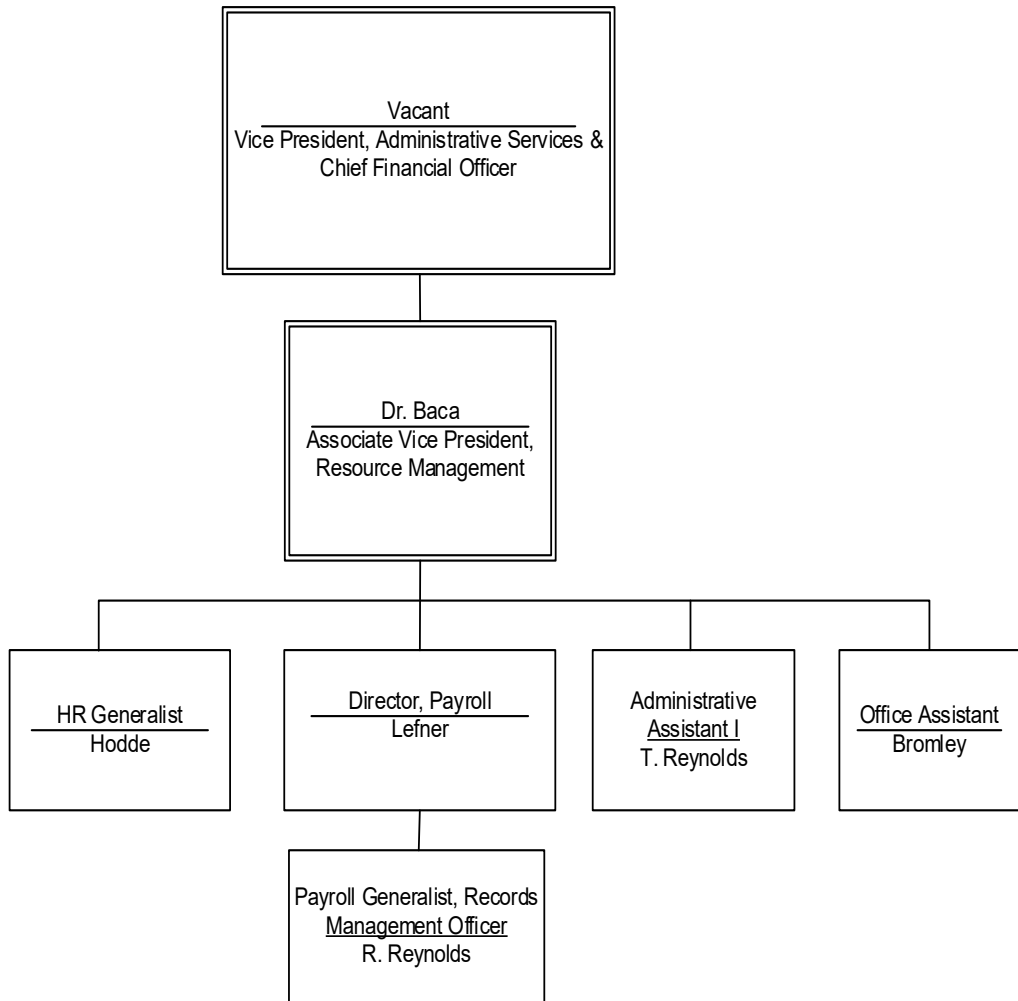 Vacant
Vice President, Administrative Services &
Chief Financial Officer
Dr. Baca
Associate Vice President,
Resource Management
HR Generalist
Hodde
Director, Payroll
Lefner
Administrative
Assistant I
T. Reynolds
Office Assistant
Bromley
Payroll Generalist, Records
Management Officer
R. Reynolds